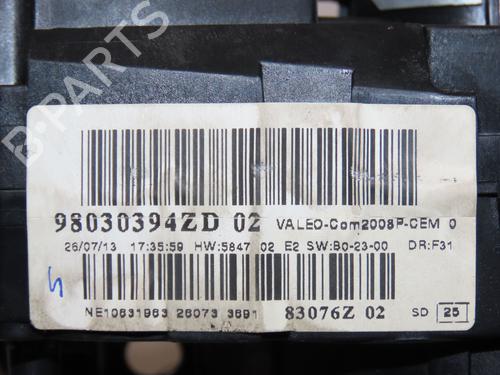 98030394ZD 02 VALEO-Com2008P-CEM 0
26/07/13 17:35:59 HW:5847 02 E2 SW:B0-23-00 DR:F31
NE10631963 26073 3691 83076Z 02 SD 25
B-PARTS